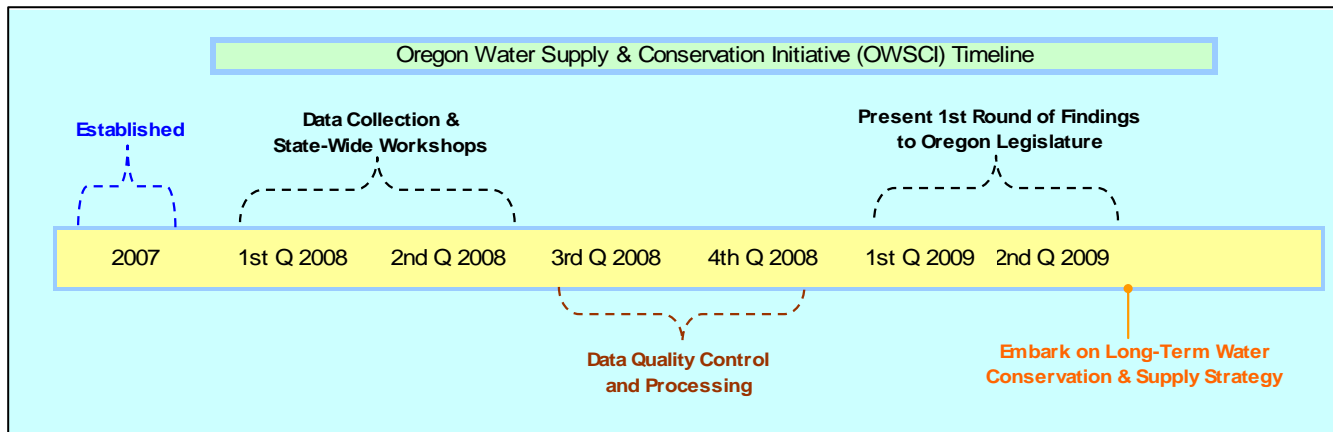 Oregon Water Supply & Conservation Initiative (OWSCI) Timeline
Established
Data Collection &
State-Wide Workshops
Present 1st Round of Findings
to Oregon Legislature
2007
1st Q 2008
2nd Q 2008
3rd Q 2008
4th Q 2008
1st Q 2009
2nd Q 2009
Data Quality Control
and Processing
Embark on Long-Term Water
Conservation & Supply Strategy